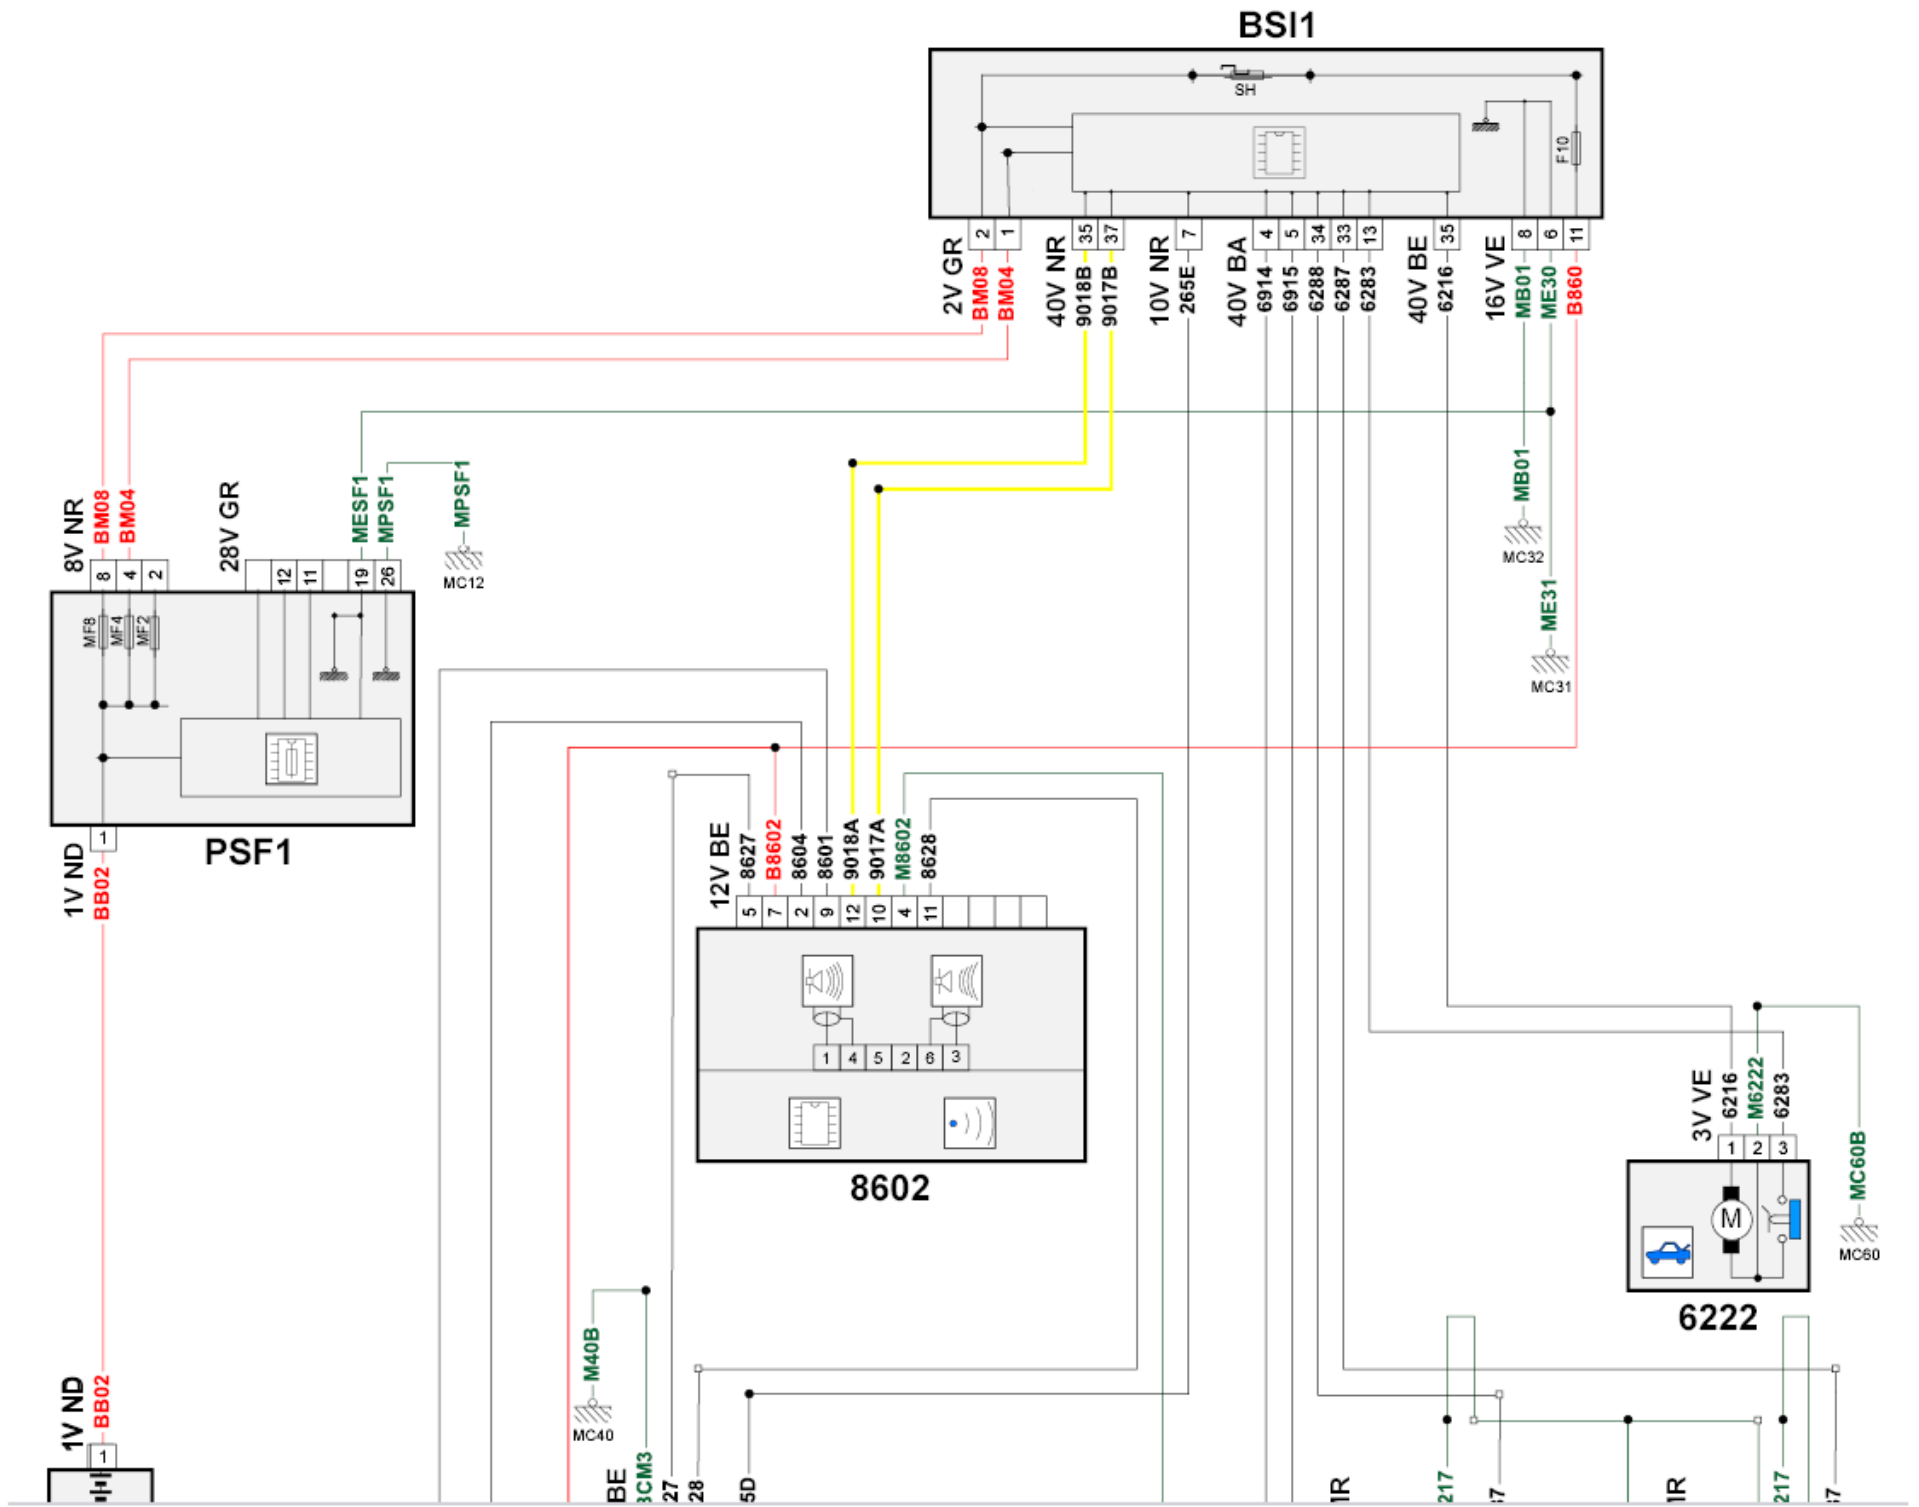 BSI1
SH
F10
2 1 35 37 7 4 5 34 33 13 35 8 6 11
2V GR BM08 BM04 40V NR 9018B 9017B 10V NR 265E 40V BA 6914 6915 6288 6287 6283 40V BE 6216 16V VE MB01 ME30 B860
8V NR BM08 BM04 28V GR MESF1 MPSF1 MPSF1
MB01
MC32
MC12
8 4 2 12 11 19 26
ME31
MC31
MF8 MF4 MF2
1
PSF1
1V ND BB02
12V BE 8627 B8602 8604 8601 9018A 9017A M8602 8628
5 7 2 9 12 10 4 11
1 4 5 2 6 3
8602
3V VE 6216 M6222 6283 MC60B
1 2 3
M
MC60
6222
M40B
MC40
1V ND BB02
1
BE 27 28 5D 1R 217 1R 217